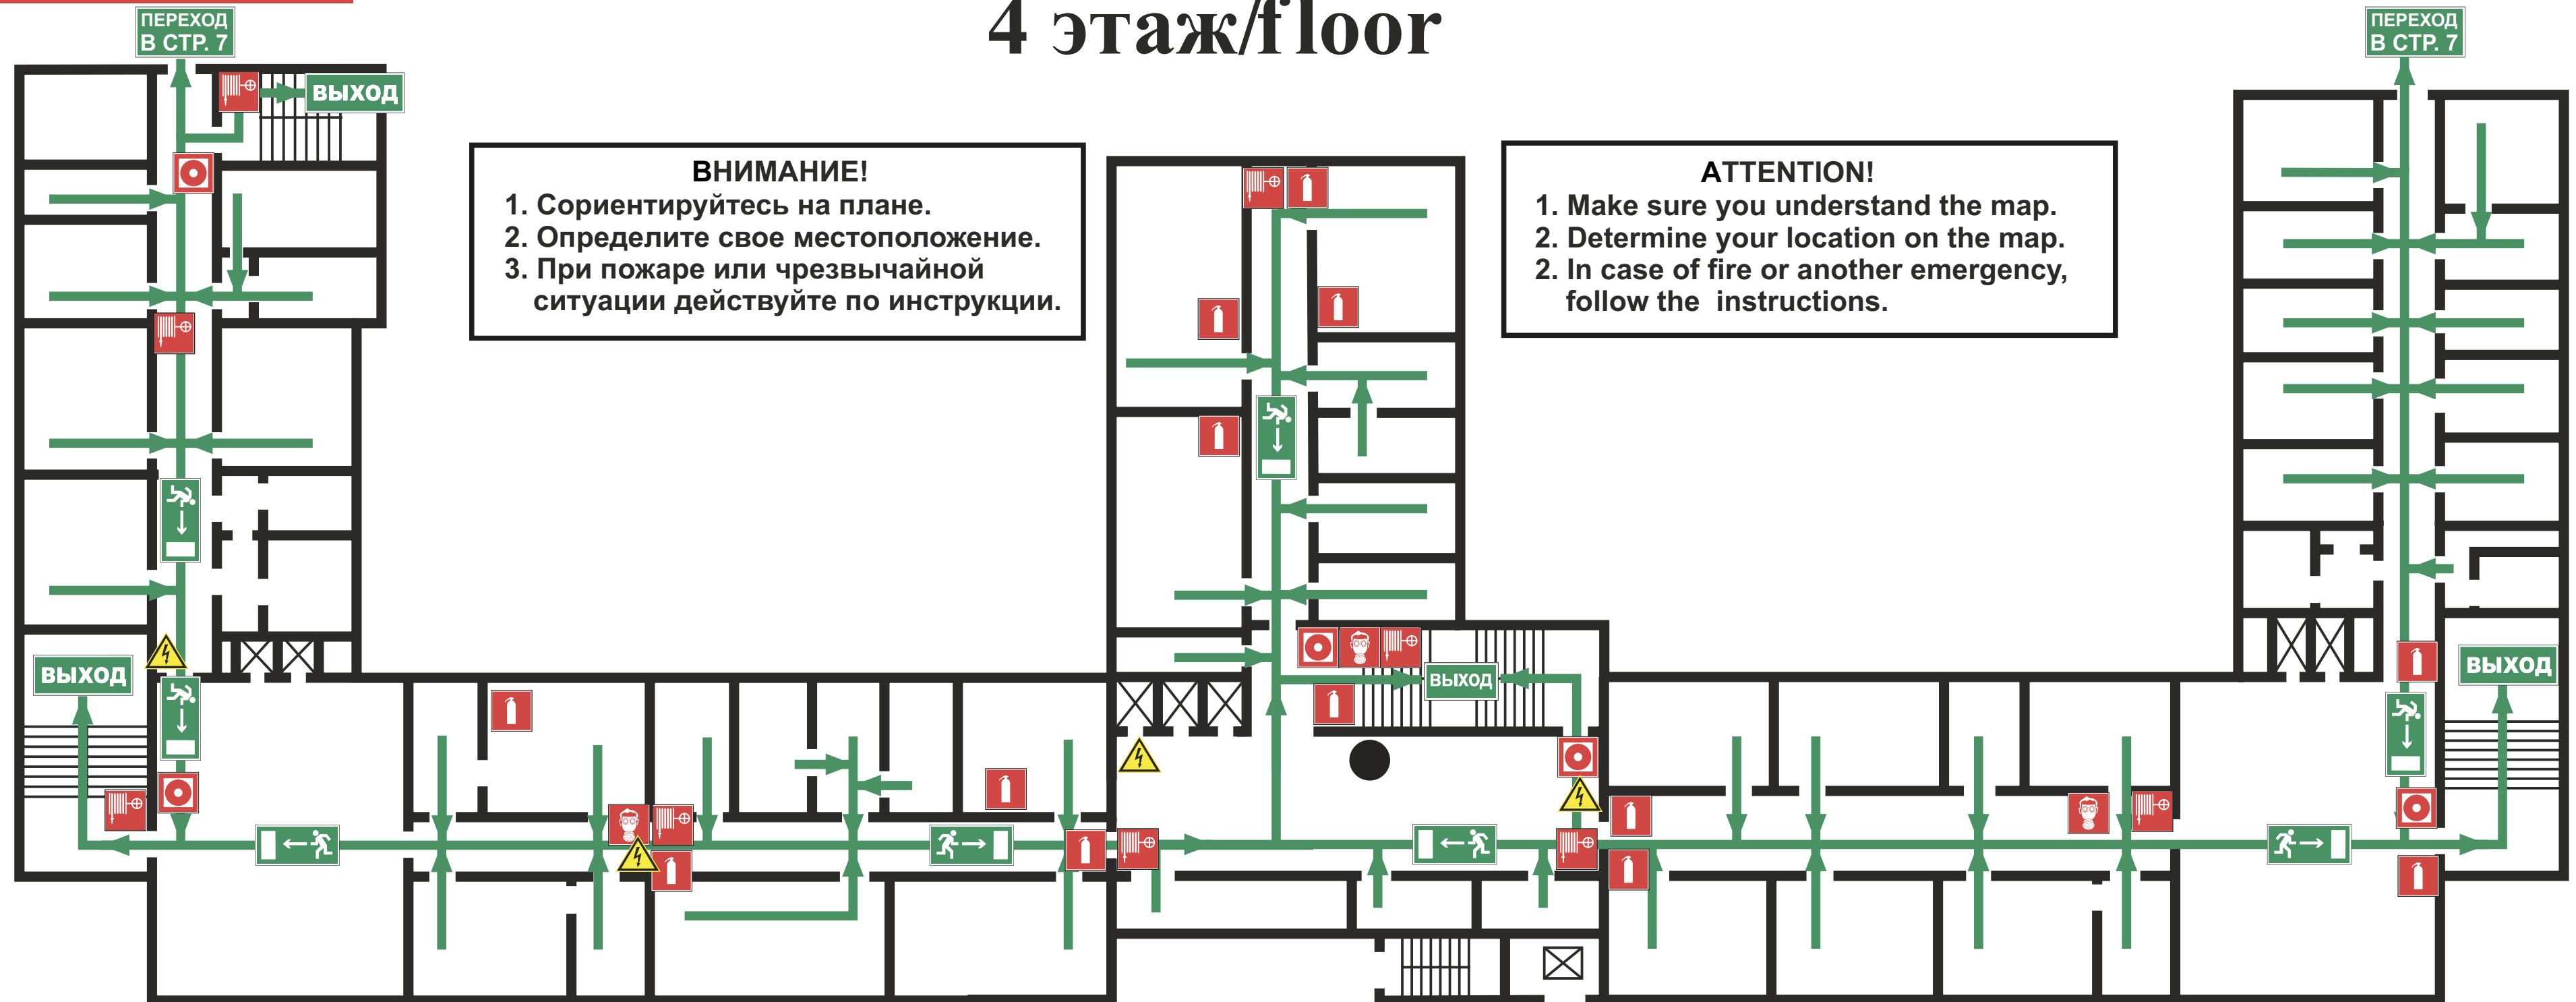 4 этаж/floor
ПЕРЕХОД
В СТР. 7
ПЕРЕХОД
В СТР. 7
ВЫХОД
ВНИМАНИЕ!
1. Сориентируйтесь на плане.
2. Определите свое местоположение.
3. При пожаре или чрезвычайной
ситуации действуйте по инструкции.
ATTENTION!
1. Make sure you understand the map.
2. Determine your location on the map.
2. In case of fire or another emergency,
follow the instructions.
ВЫХОД
ВЫХОД
ВЫХОД